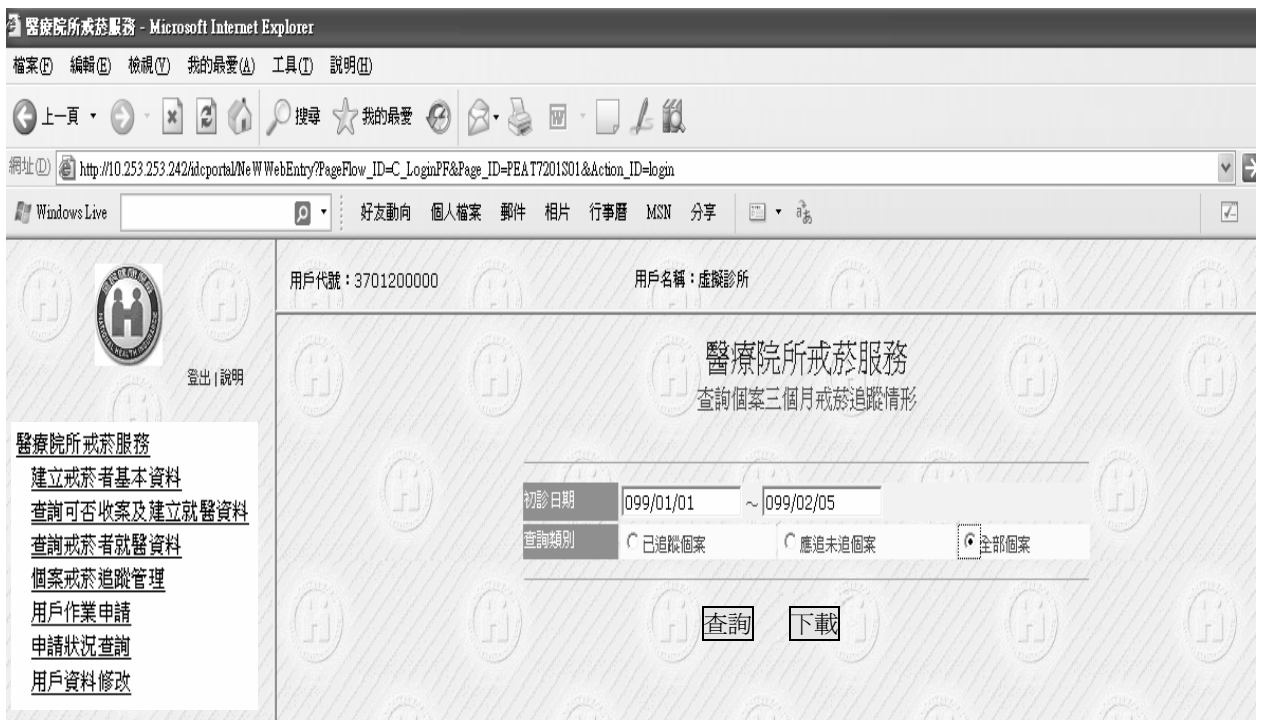 醫療院所戒菸服務 - Microsoft Internet Explorer
檔案(F) 編輯(E) 檢視(V) 我的最愛(A) 工具(T) 說明(H)
上一頁 搜尋 我的最愛
網址(D) http://10.253.253.242/idcportal/NeWWebEntry?PageFlow_ID=C_LoginPF&Page_ID=PEAT7201S01&Action_ID=login
Windows Live 好友動向 個人檔案 郵件 相片 行事曆 MSN 分享
用戶代號：3701200000 用戶名稱：虛擬診所
登出 | 說明
醫療院所戒菸服務
查詢個案三個月戒菸追蹤情形
醫療院所戒菸服務
建立戒菸者基本資料
查詢可否收案及建立就醫資料
查詢戒菸者就醫資料
個案戒菸追蹤管理
用戶作業申請
申請狀況查詢
用戶資料修改
初診日期 099/01/01 ～ 099/02/05
查詢類別 已追蹤個案 應追未追個案 全部個案
查詢 下載